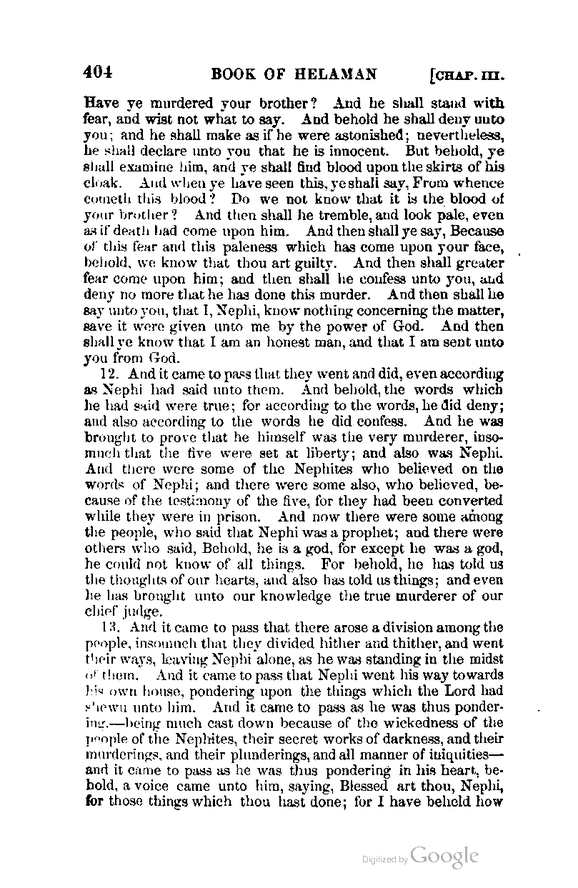 404 BOOK OF HELAMAN [CHAP. III.
Have ye murdered your brother? And he shall stand with
fear, and wist not what to say. And behold he shall deny unto
you; and he shall make as if he were astonished; nevertheless,
he shall declare unto you that he is innocent. But behold, ye
shall examine him, and ye shall find blood upon the skirts of his
cloak. And when ye have seen this, ye shall say, From whence
cometh this blood? Do we not know that it is the blood of
your brother? And then shall he tremble, and look pale, even
as if death had come upon him. And then shall ye say, Because
of this fear and this paleness which has come upon your face,
behold, we know that thou art guilty. And then shall greater
fear come upon him; and then shall he confess unto you, and
deny no more that he has done this murder. And then shall he
say unto you, that I, Nephi, know nothing concerning the matter,
save it were given unto me by the power of God. And then
shall ye know that I am an honest man, and that I am sent unto
you from God.
12. And it came to pass that they went and did, even according
as Nephi had said unto them. And behold, the words which
he had said were true; for according to the words, he did deny;
and also according to the words he did confess. And he was
brought to prove that he himself was the very murderer, inso-
much that the five were set at liberty; and also was Nephi.
And there were some of the Nephites who believed on the
words of Nephi; and there were some also, who believed, be-
cause of the testimony of the five, for they had been converted
while they were in prison. And now there were some among
the people, who said that Nephi was a prophet; and there were
others who said, Behold, he is a god, for except he was a god,
he could not know of all things. For behold, he has told us
the thoughts of our hearts, and also has told us things; and even
he has brought unto our knowledge the true murderer of our
chief judge.
13. And it came to pass that there arose a division among the
people, insomuch that they divided hither and thither, and went
their ways, leaving Nephi alone, as he was standing in the midst
of them. And it came to pass that Nephi went his way towards
his own house, pondering upon the things which the Lord had
shewn unto him. And it came to pass as he was thus ponder-
ing,—being much cast down because of the wickedness of the
people of the Nephites, their secret works of darkness, and their
murderings, and their plunderings, and all manner of iniquities—
and it came to pass as he was thus pondering in his heart, be-
hold, a voice came unto him, saying, Blessed art thou, Nephi,
for those things which thou hast done; for I have beheld how
Digitized by Google